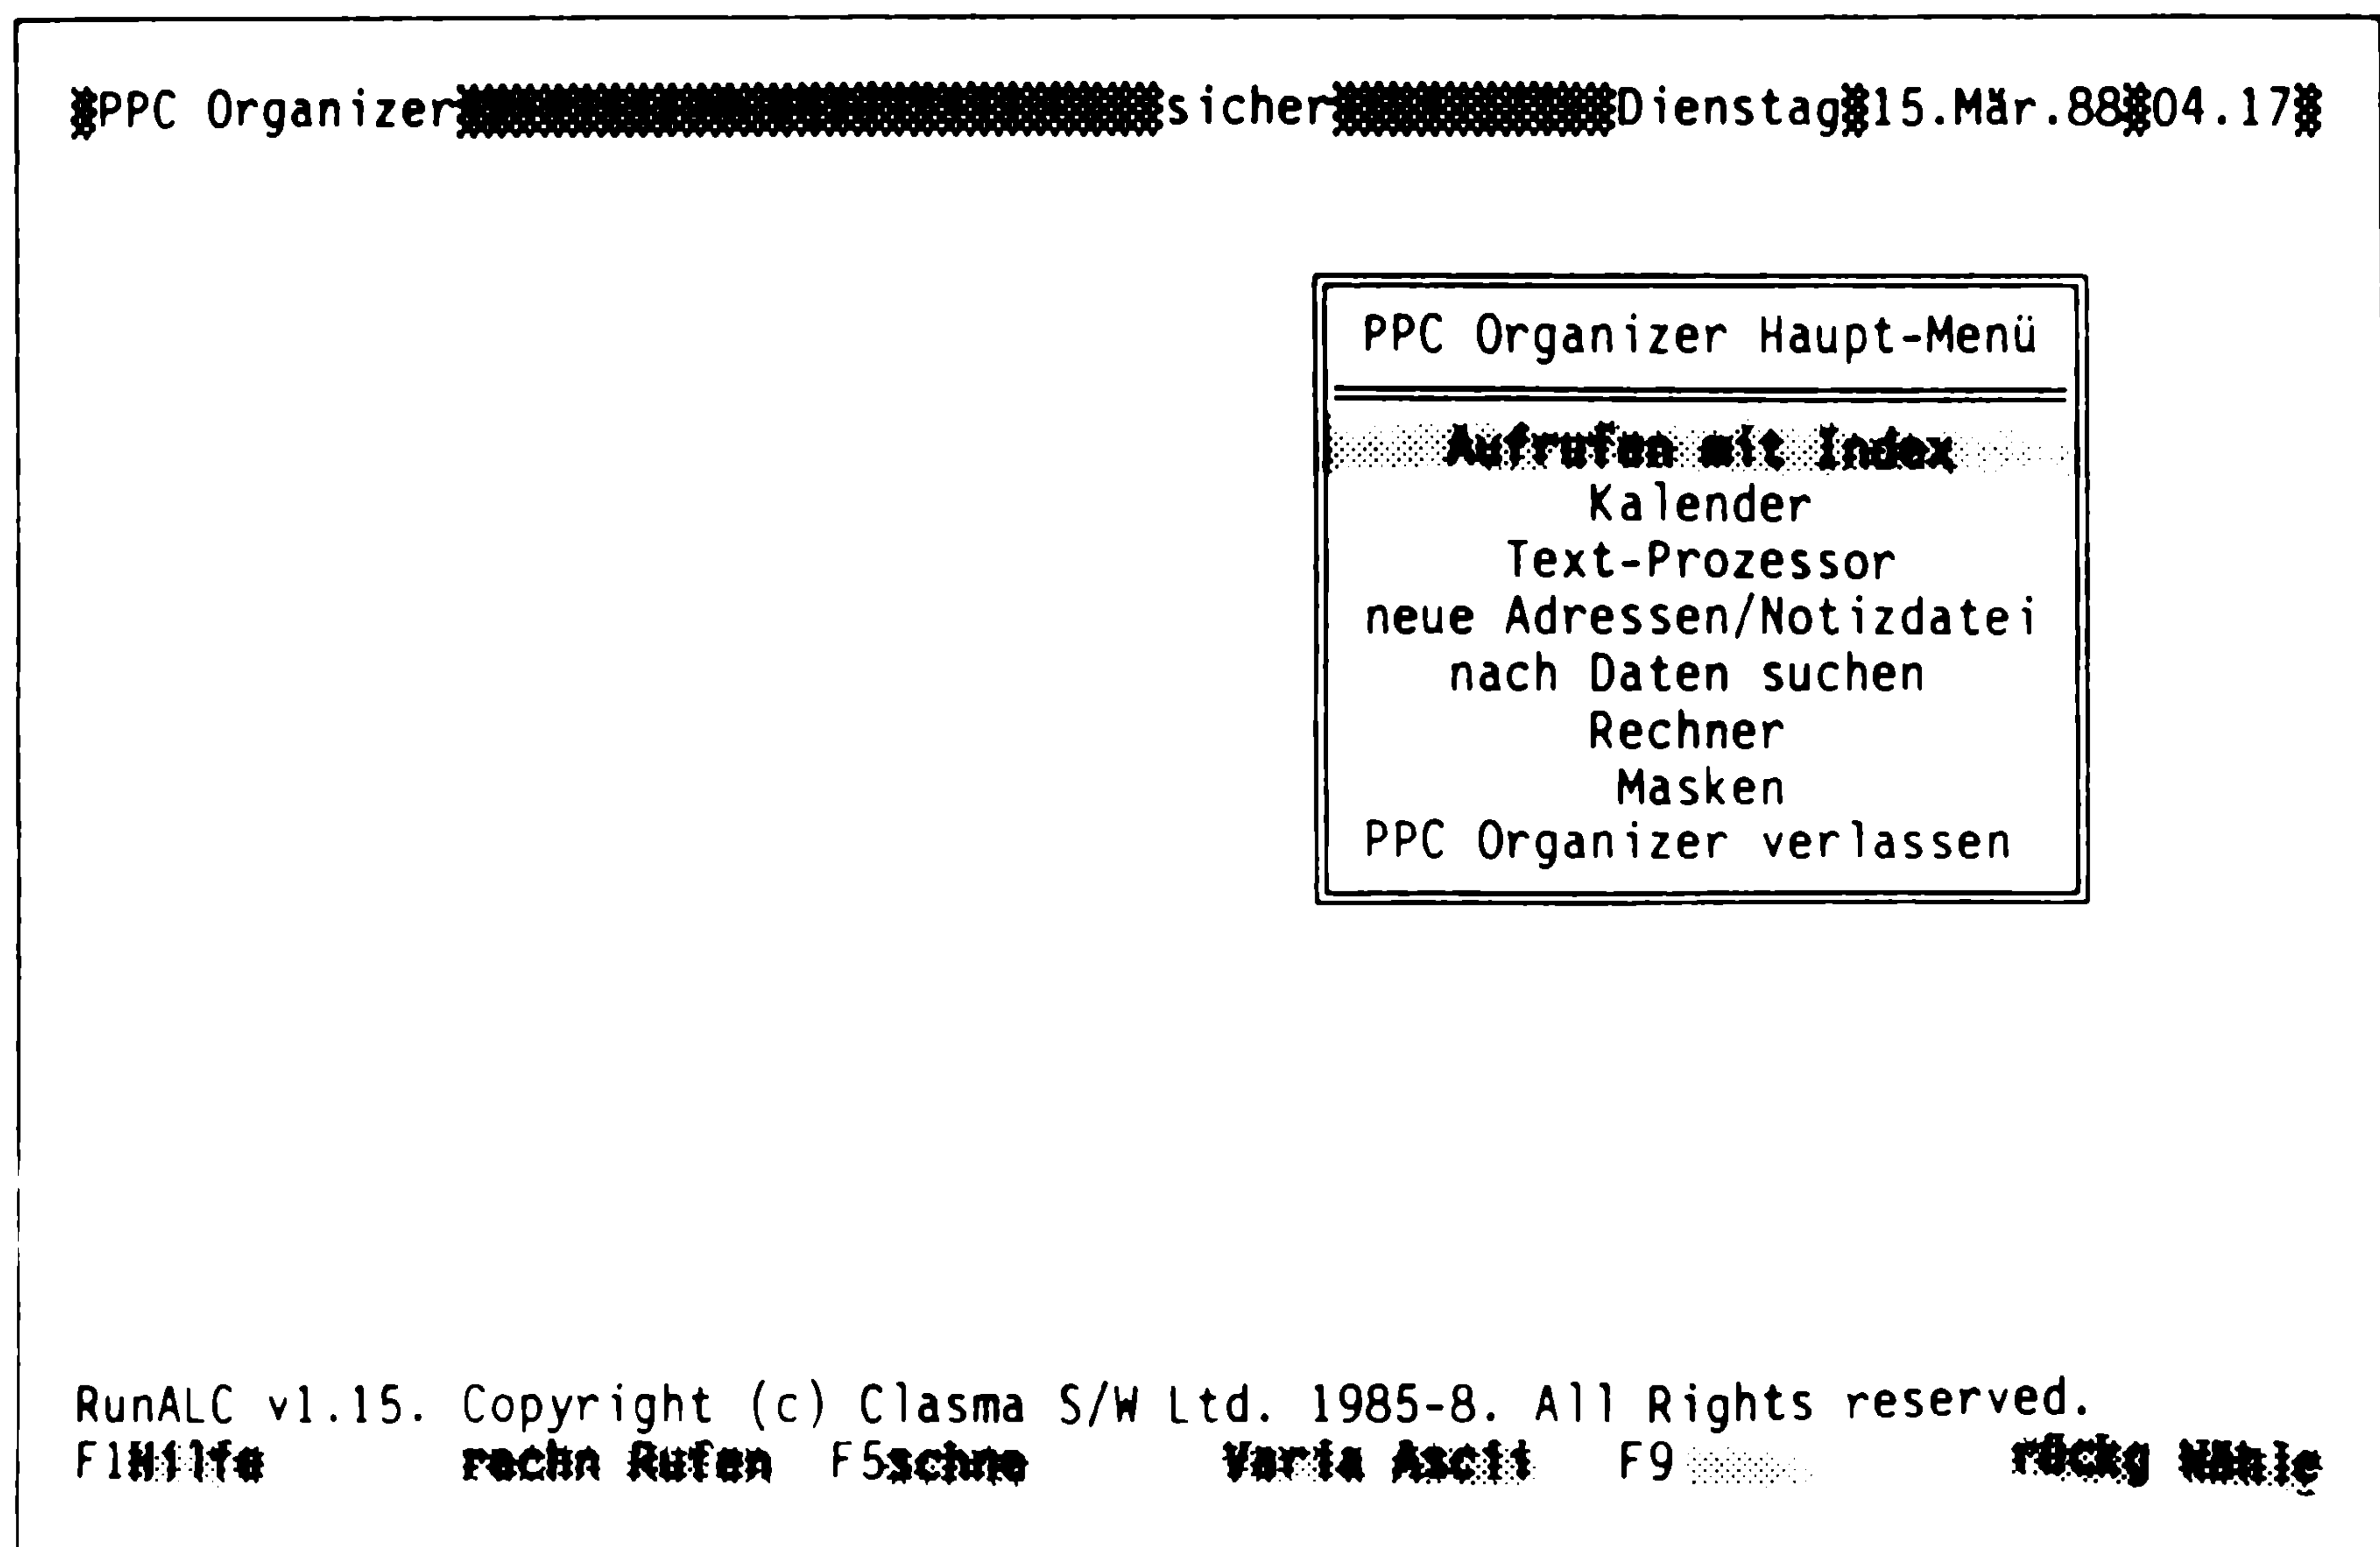 PPC Organizer sicher Dienstag 15.Mär.88 04.17
PPC Organizer Haupt-Menü
Aufrufen mit Index
Kalender
Text-Prozessor
neue Adressen/Notizdatei
nach Daten suchen
Rechner
Masken
PPC Organizer verlassen
RunALC v1.15. Copyright (c) Clasma S/W Ltd. 1985-8. All Rights reserved.
F1Hilfe rechn Rufen F5schne Varia Ascii F9 rückg